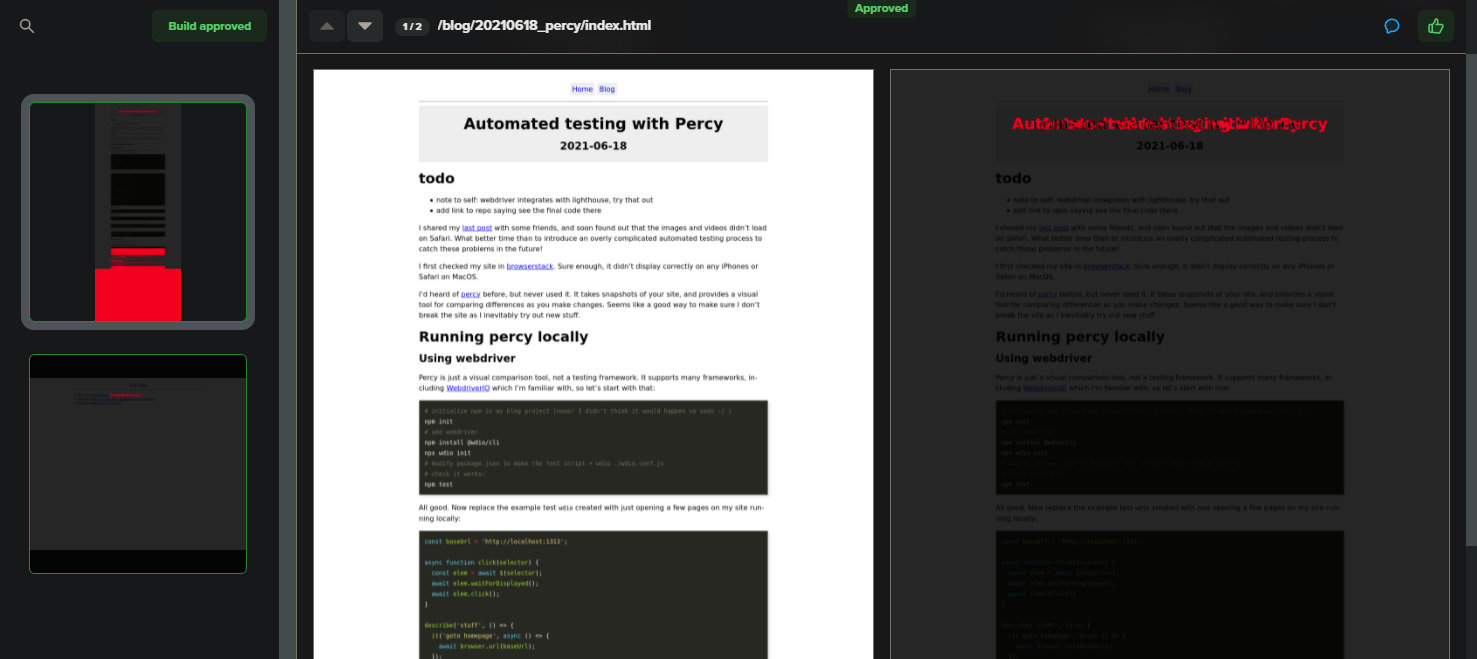 Build approved
1/2 /blog/20210618_percy/index.html
Approved
Home Blog
Automated testing with Percy
2021-06-18
todo
• note to self: webdriver integrates with lighthouse, try that out
• add link to repo saying see the final code there
I shared my last post with some friends, and soon found out that the images and videos didn't load
on Safari. What better time than to introduce an overly complicated automated testing process to
catch these problems in the future!
I first checked my site in browserstack. Sure enough, it didn't display correctly on any iPhones or
Safari on MacOS.
I'd heard of percy before, but never used it. It takes snapshots of your site, and provides a visual
tool for comparing differences as you make changes. Seems like a good way to make sure I don't
break the site as I inevitably try out new stuff.
Running percy locally
Using webdriver
Percy is just a visual comparison tool, not a testing framework. It supports many frameworks, in-
cluding WebdriverIO which I'm familiar with, so let's start with that:
# initialise npm in my blog project (nooo! I didn't think it would happen so soon :( )
npm init
# add webdriver
npm install @wdio/cli
npx wdio init
# modify package.json to make the test script = wdio ./wdio.conf.js
# check it works:
npm test
All good. Now replace the example test wdio created with just opening a few pages on my site run-
ning locally:
const baseUrl = 'http://localhost:1313';
async function click(selector) {
const elem = await $(selector);
await elem.waitForDisplayed();
await elem.click();
}
describe('stuff', () => {
it('goto homepage', async () => {
await browser.url(baseUrl);
});
Home Blog
2021-06-18
todo
• note to self: webdriver integrates with lighthouse, try that out
• add link to repo saying see the final code there
I shared my last post with some friends, and soon found out that the images and videos didn't load
on Safari. What better time than to introduce an overly complicated automated testing process to
catch these problems in the future!
I first checked my site in browserstack. Sure enough, it didn't display correctly on any iPhones or
Safari on MacOS.
I'd heard of percy before, but never used it. It takes snapshots of your site, and provides a visual
tool for comparing differences as you make changes. Seems like a good way to make sure I don't
break the site as I inevitably try out new stuff.
Running percy locally
Using webdriver
Percy is just a visual comparison tool, not a testing framework. It supports many frameworks, in-
cluding WebdriverIO which I'm familiar with, so let's start with that:
npm init
npm install @wdio/cli
npx wdio init
npm test
All good. Now replace the example test wdio created with just opening a few pages on my site run-
ning locally: